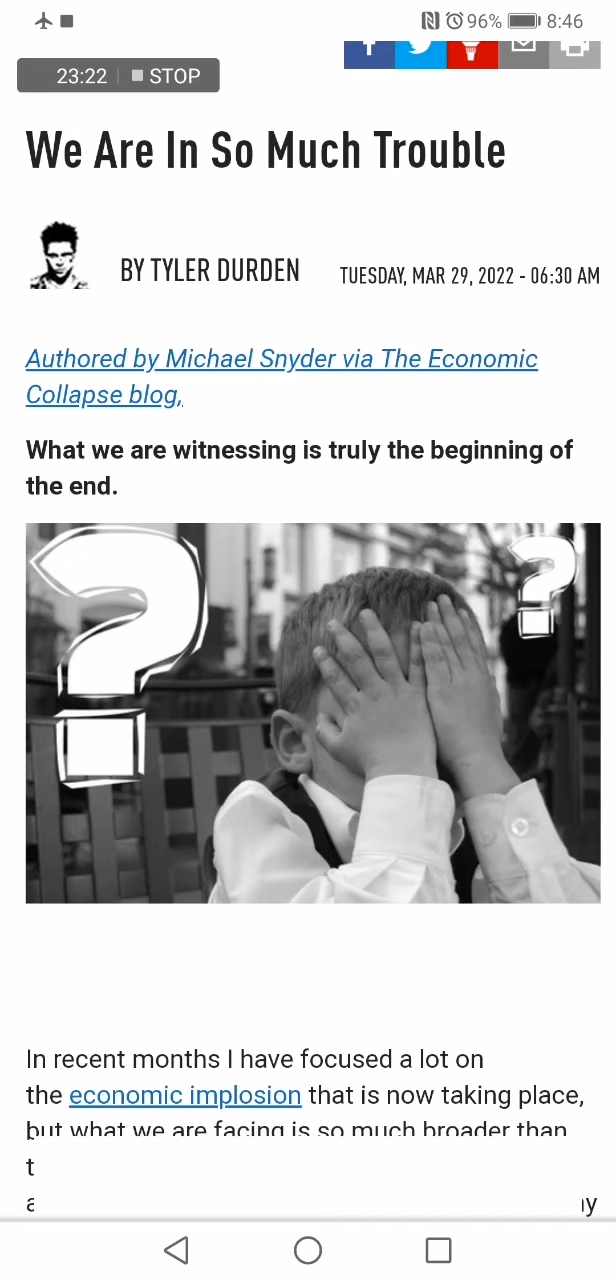 96% 8:46
23:22 STOP
We Are In So Much Trouble
BY TYLER DURDEN TUESDAY, MAR 29, 2022 - 06:30 AM
Authored by Michael Snyder via The Economic
Collapse blog,
What we are witnessing is truly the beginning of
the end.
? ?
In recent months I have focused a lot on
the economic implosion that is now taking place,
but what we are facing is so much broader than